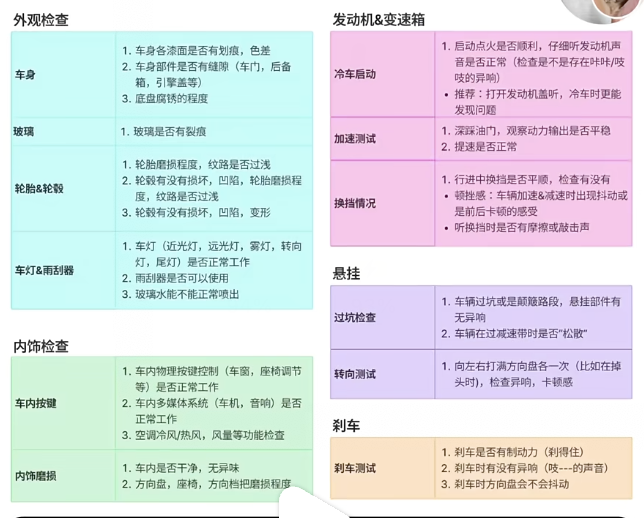 外观检查
车身
1. 车身各漆面是否有划痕，色差
2. 车身部件是否有缝隙（车门，后备
箱，引擎盖等）
3. 底盘腐锈的程度
玻璃
1. 玻璃是否有裂痕
轮胎&轮毂
1. 轮胎磨损程度，纹路是否过浅
2. 轮毂有没有损坏，凹陷，轮胎磨损程
度，纹路是否过浅
3. 轮毂有没有损坏，凹陷，变形
车灯&雨刮器
1. 车灯（近光灯，远光灯，雾灯，转向
灯，尾灯）是否正常工作
2. 雨刮器是否可以使用
3. 玻璃水能不能正常喷出
内饰检查
车内按键
1. 车内物理按键控制（车窗，座椅调节
等）是否正常工作
2. 车内多媒体系统（车机，音响）是否
正常工作
3. 空调冷风/热风，风量等功能检查
内饰磨损
1. 车内是否干净，无异味
2. 方向盘，座椅，方向档把磨损程度
发动机&变速箱
冷车启动
1. 启动点火是否顺利，仔细听发动机声
音是否正常（检查是不是存在咔咔/吱
吱的异响）
• 推荐：打开发动机盖听，冷车时更能
发现问题
加速测试
1. 深踩油门，观察动力输出是否平稳
2. 提速是否正常
换挡情况
1. 行进中换挡是否平顺，检查有没有
• 顿挫感：车辆加速&减速时出现抖动或
是前后卡顿的感受
• 听换挡时是否有摩擦或敲击声
悬挂
过坑检查
1. 车辆过坑或是颠簸路段，悬挂部件有
无异响
2. 车辆在过减速带时是否“松散”
转向测试
1. 向左右打满方向盘各一次（比如在掉
头时)，检查异响，卡顿感
刹车
刹车测试
1. 刹车是否有制动力（刹得住）
2. 刹车时有没有异响（吱---的声音）
3. 刹车时方向盘会不会抖动